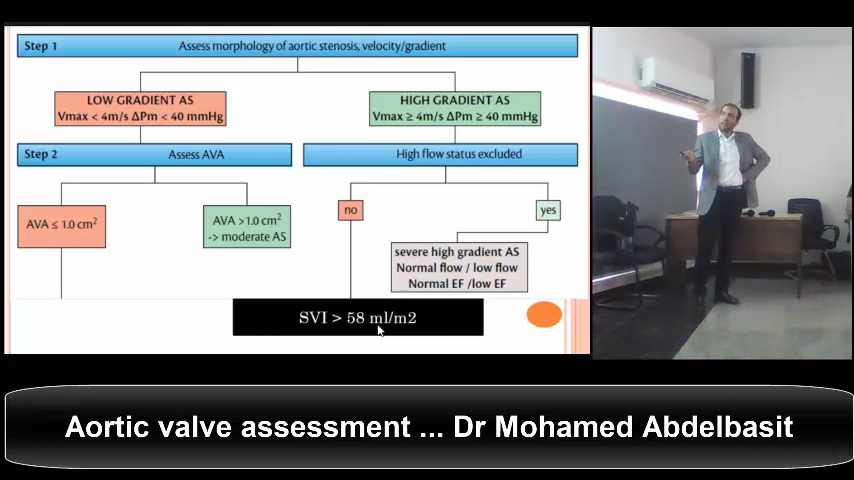 Step 1
Assess morphology of aortic stenosis, velocity/gradient
LOW GRADIENT AS
Vmax < 4m/s ΔPm < 40 mmHg
HIGH GRADIENT AS
Vmax ≥ 4m/s ΔPm ≥ 40 mmHg
Step 2
Assess AVA
High flow status excluded
AVA ≤ 1.0 cm²
AVA >1.0 cm²
-> moderate AS
no
yes
severe high gradient AS
Normal flow / low flow
Normal EF /low EF
SVI > 58 ml/m2
Aortic valve assessment ... Dr Mohamed Abdelbasit